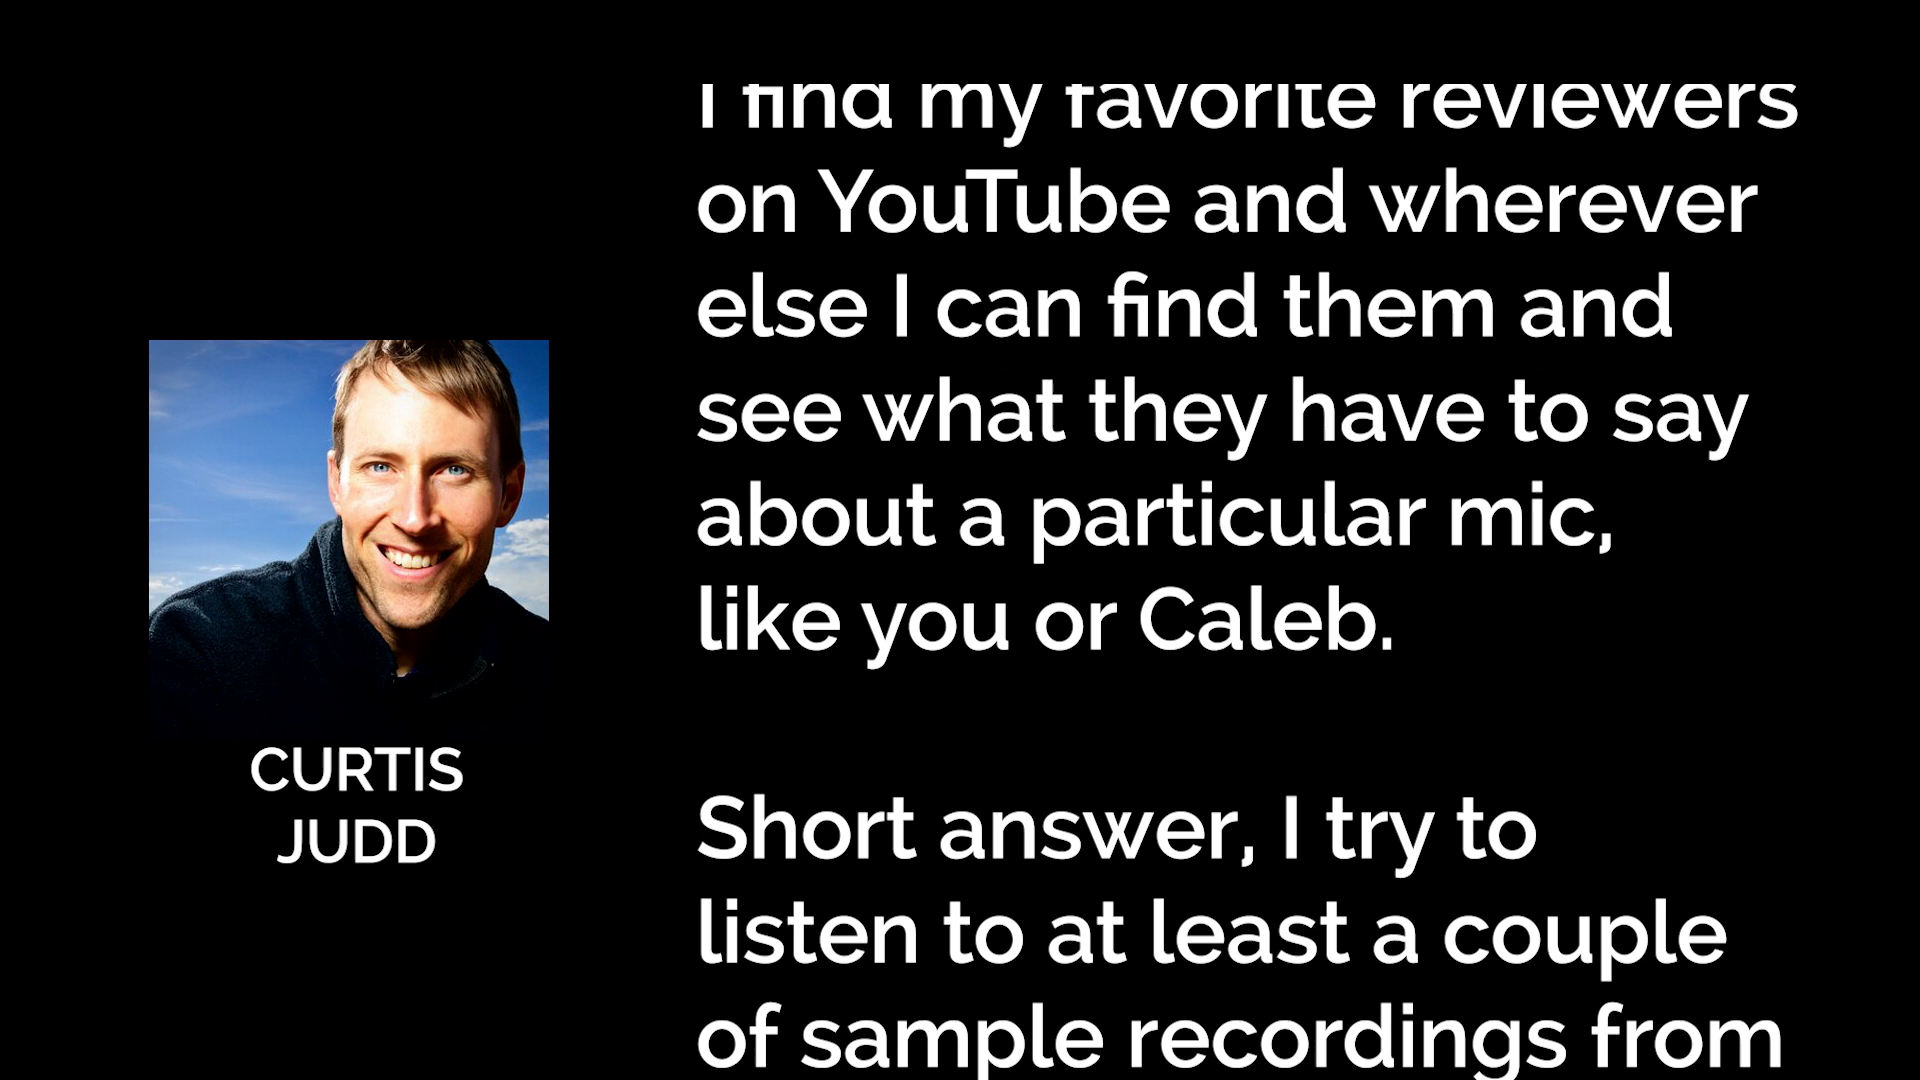 I find my favorite reviewers
on YouTube and wherever
else I can find them and
see what they have to say
about a particular mic,
like you or Caleb.
Short answer, I try to
listen to at least a couple
of sample recordings from
CURTIS
JUDD